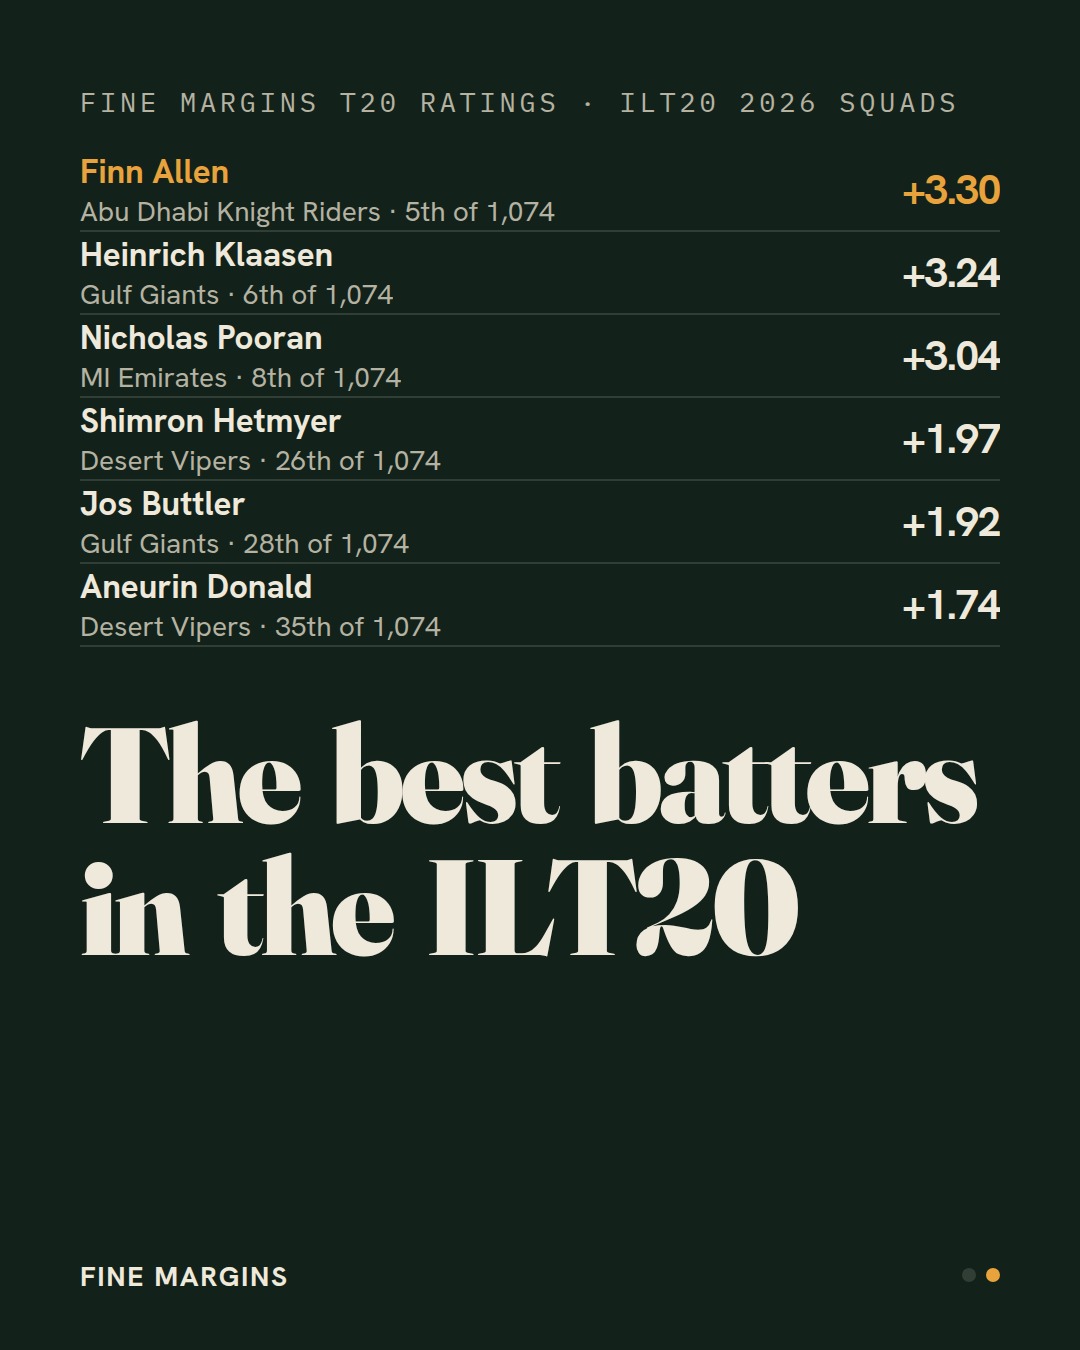 FINE MARGINS T20 RATINGS · ILT20 2026 SQUADS
Finn Allen
+3.30
Abu Dhabi Knight Riders · 5th of 1,074
Heinrich Klaasen
+3.24
Gulf Giants · 6th of 1,074
Nicholas Pooran
+3.04
MI Emirates · 8th of 1,074
Shimron Hetmyer
+1.97
Desert Vipers · 26th of 1,074
Jos Buttler
+1.92
Gulf Giants · 28th of 1,074
Aneurin Donald
+1.74
Desert Vipers · 35th of 1,074
The best batters
in the ILT20
FINE MARGINS